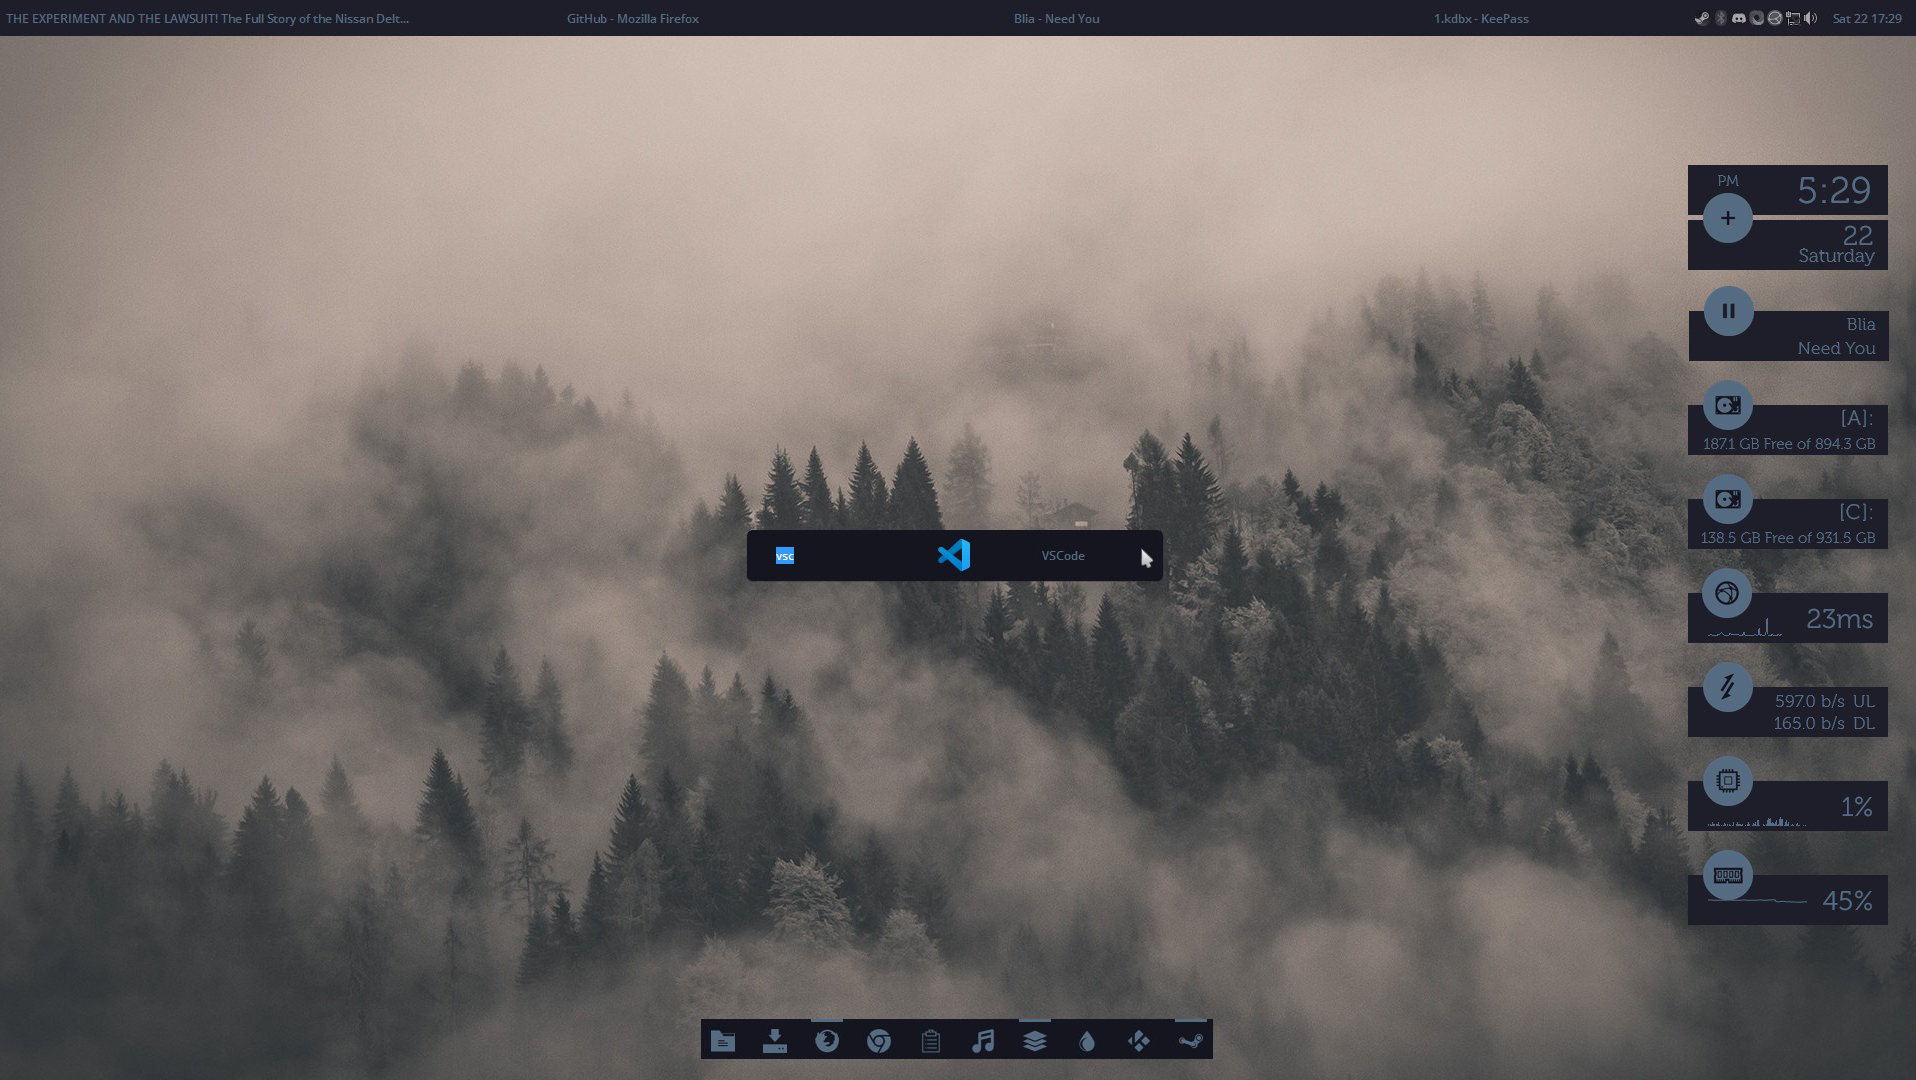 THE EXPERIMENT AND THE LAWSUIT! The Full Story of the Nissan Delt...
GitHub - Mozilla Firefox
Blia - Need You
1.kdbx - KeePass
Sat 22 17:29
PM
5:29
22
Saturday
Blia
Need You
[A]:
187.1 GB Free of 894.3 GB
vsc
VSCode
[C]:
138.5 GB Free of 931.5 GB
23ms
597.0 b/s UL
165.0 b/s DL
1%
45%